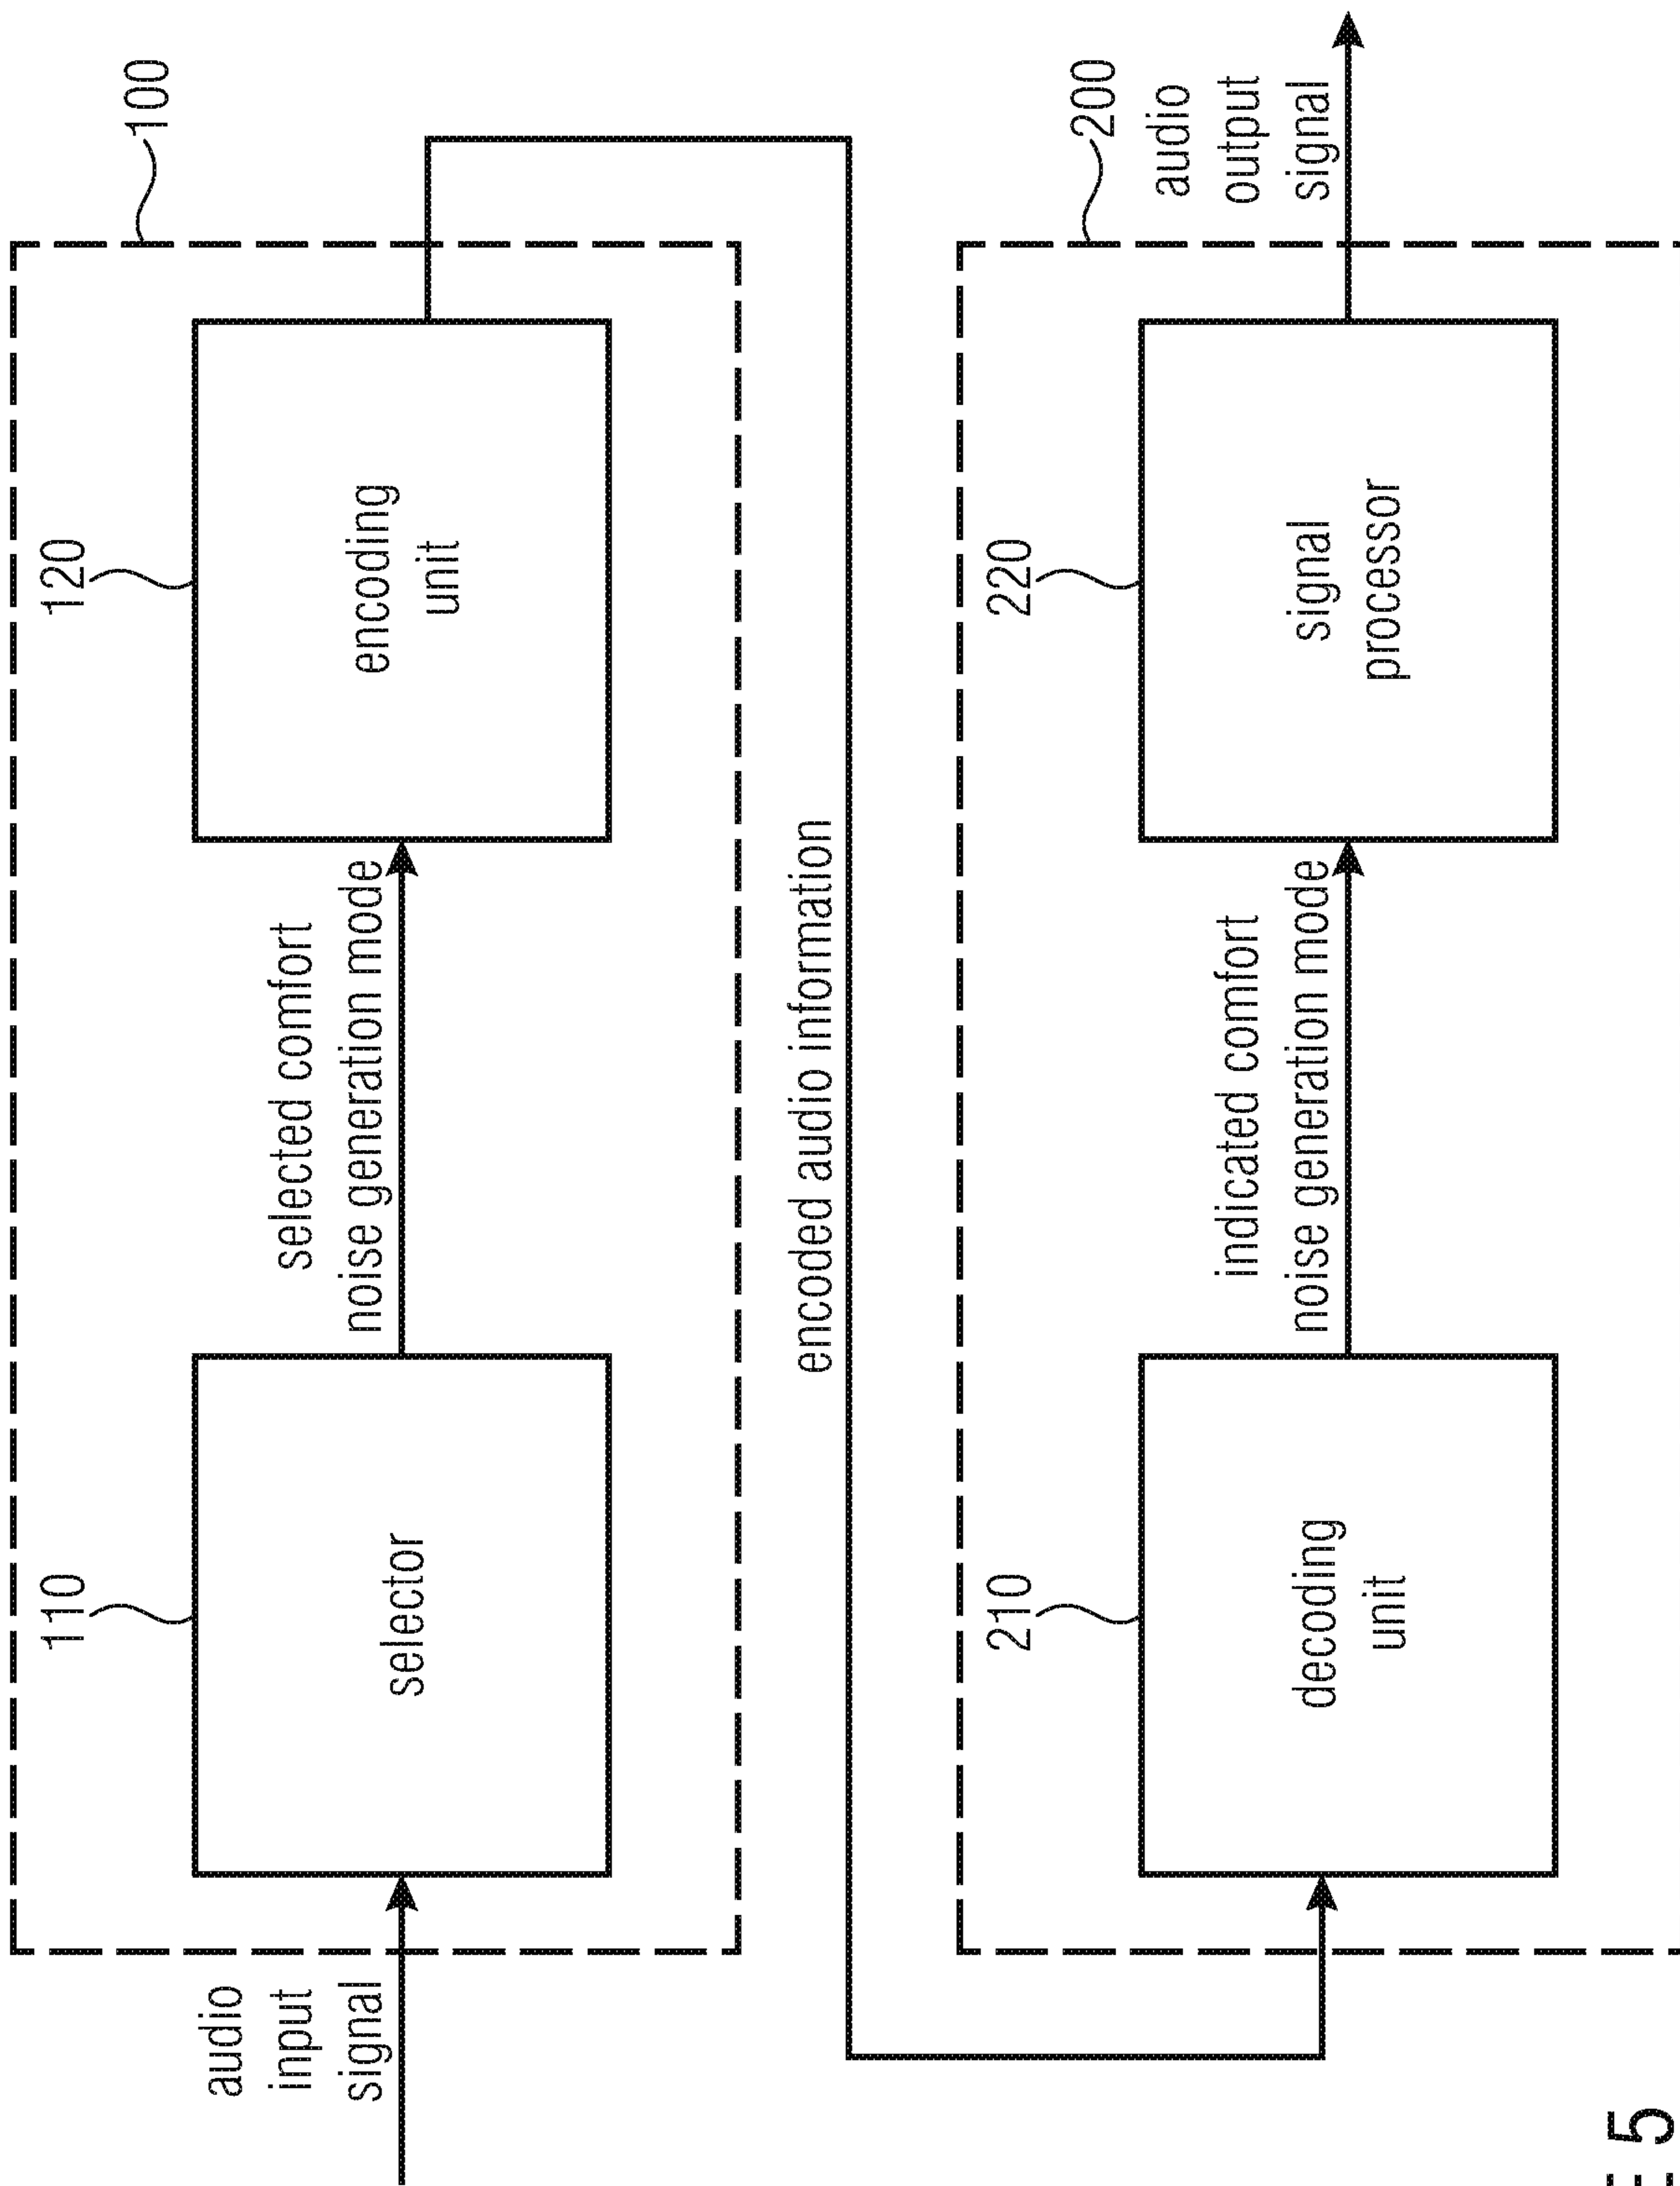 100
110
120
audio
input
signal
selector
selected comfort
noise generation mode
encoding
unit
encoded audio information
200
210
220
decoding
unit
indicated comfort
noise generation mode
signal
processor
audio
output
signal
5